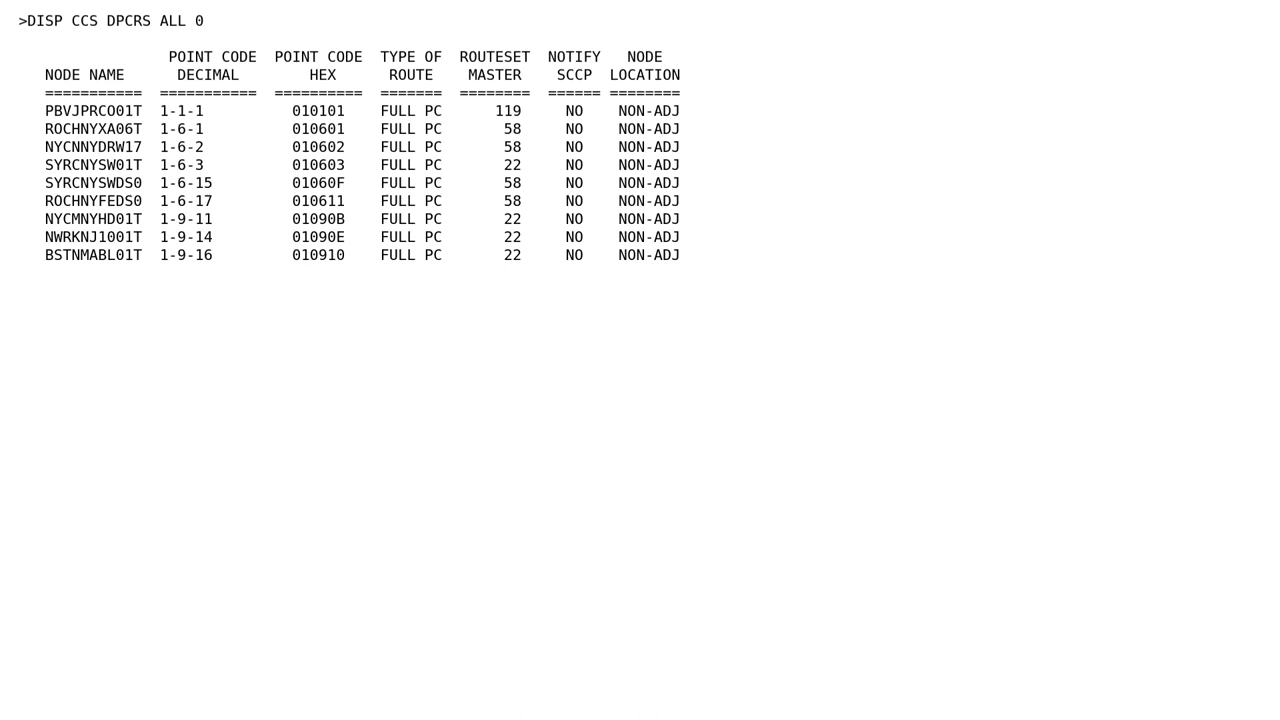 >DISP CCS DPCRS ALL 0
POINT CODE POINT CODE TYPE OF ROUTESET NOTIFY NODE
NODE NAME DECIMAL HEX ROUTE MASTER SCCP LOCATION
=========== =========== ========== ======= ======== ====== ========
PBVJPRCO01T 1-1-1 010101 FULL PC 119 NO NON-ADJ
ROCHNYXA06T 1-6-1 010601 FULL PC 58 NO NON-ADJ
NYCNNYDRW17 1-6-2 010602 FULL PC 58 NO NON-ADJ
SYRCNYSW01T 1-6-3 010603 FULL PC 22 NO NON-ADJ
SYRCNYSWDS0 1-6-15 01060F FULL PC 58 NO NON-ADJ
ROCHNYFEDS0 1-6-17 010611 FULL PC 58 NO NON-ADJ
NYCMNYHD01T 1-9-11 01090B FULL PC 22 NO NON-ADJ
NWRKNJ1001T 1-9-14 01090E FULL PC 22 NO NON-ADJ
BSTNMABL01T 1-9-16 010910 FULL PC 22 NO NON-ADJ